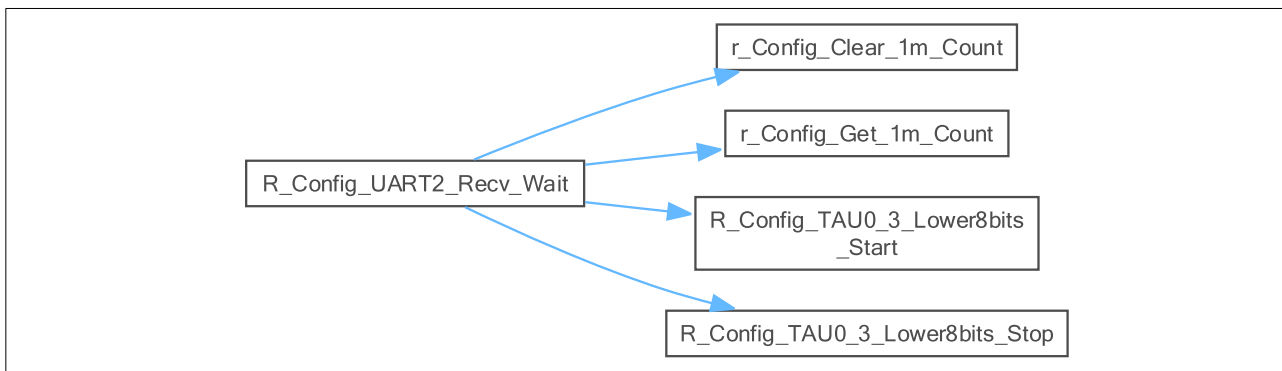 r_Config_Clear_1m_Count
r_Config_Get_1m_Count
R_Config_UART2_Recv_Wait
R_Config_TAU0_3_Lower8bits
_Start
R_Config_TAU0_3_Lower8bits_Stop